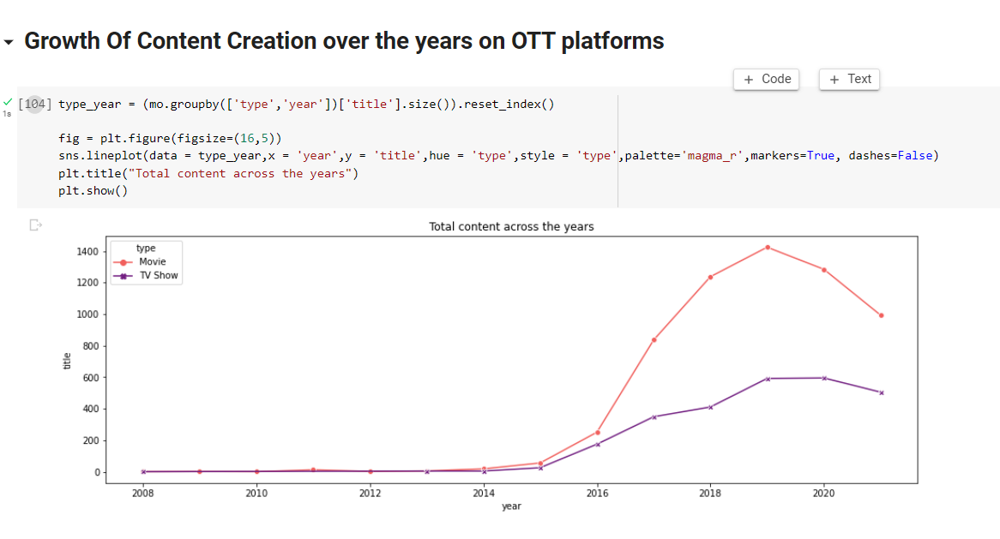 Growth Of Content Creation over the years on OTT platforms
+ Code + Text
[104] type_year = (mo.groupby(['type','year'])['title'].size()).reset_index()
1s
fig = plt.figure(figsize=(16,5))
sns.lineplot(data = type_year,x = 'year',y = 'title',hue = 'type',style = 'type',palette='magma_r',markers=True, dashes=False)
plt.title("Total content across the years")
plt.show()
Total content across the years
type
Movie
TV Show
1400
1200
1000
800
600
400
200
0
title
2008 2010 2012 2014 2016 2018 2020
year